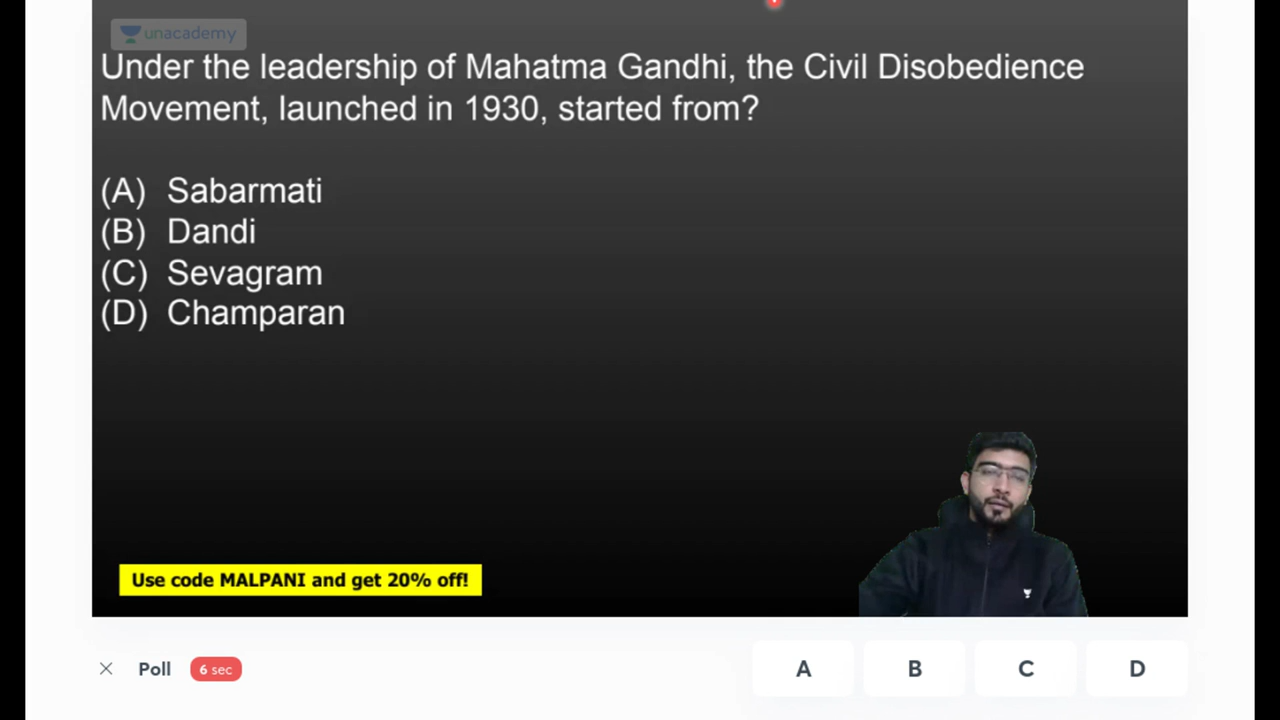 unacademy
Under the leadership of Mahatma Gandhi, the Civil Disobedience
Movement, launched in 1930, started from?
(A) Sabarmati
(B) Dandi
(C) Sevagram
(D) Champaran
Use code MALPANI and get 20% off!
Poll 6 sec A B C D